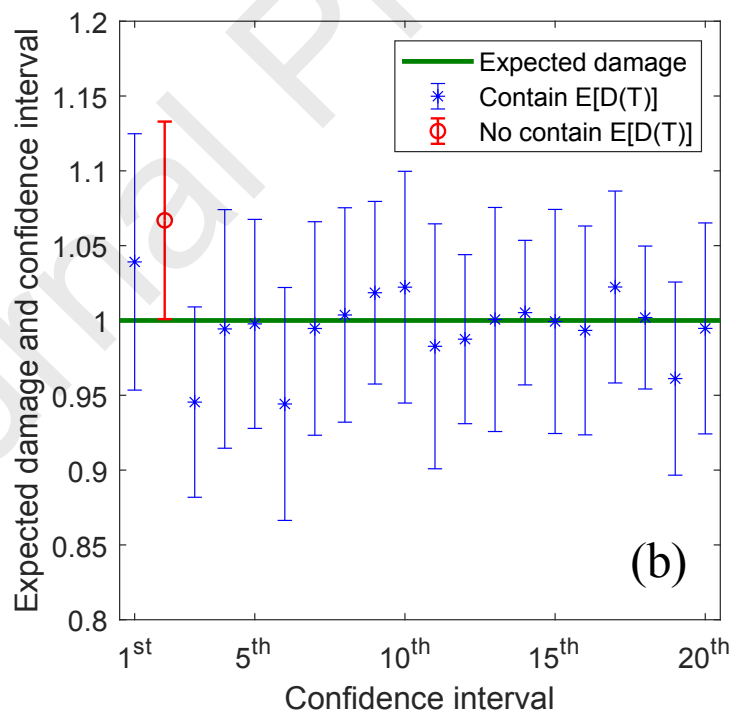 1.2
1.15
1.1
1.05
1
0.95
0.9
0.85
0.8
Expected damage and confidence interval
Expected damage
Contain E[D(T)]
No contain E[D(T)]
(b)
1st 5th 10th 15th 20th
Confidence interval